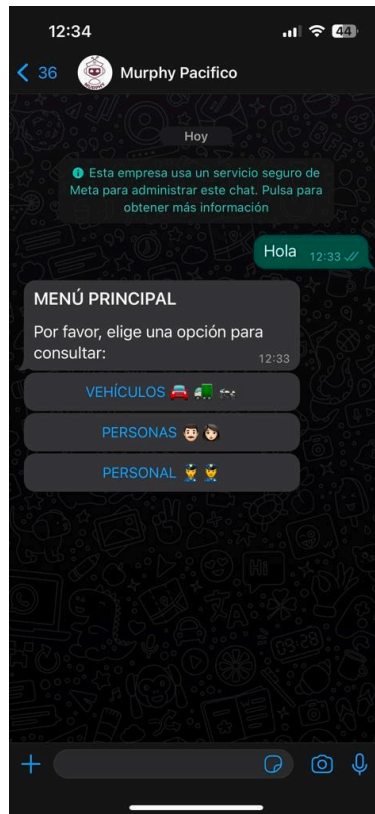 12:34
44
36
Murphy Pacifico
Hoy
Esta empresa usa un servicio seguro de
Meta para administrar este chat. Pulsa para
obtener más información
Hola 12:33
MENÚ PRINCIPAL
Por favor, elige una opción para
consultar:
12:33
VEHÍCULOS 🚘 🚛 🏍
PERSONAS 👨🏻 👩🏻
PERSONAL 👮 👮